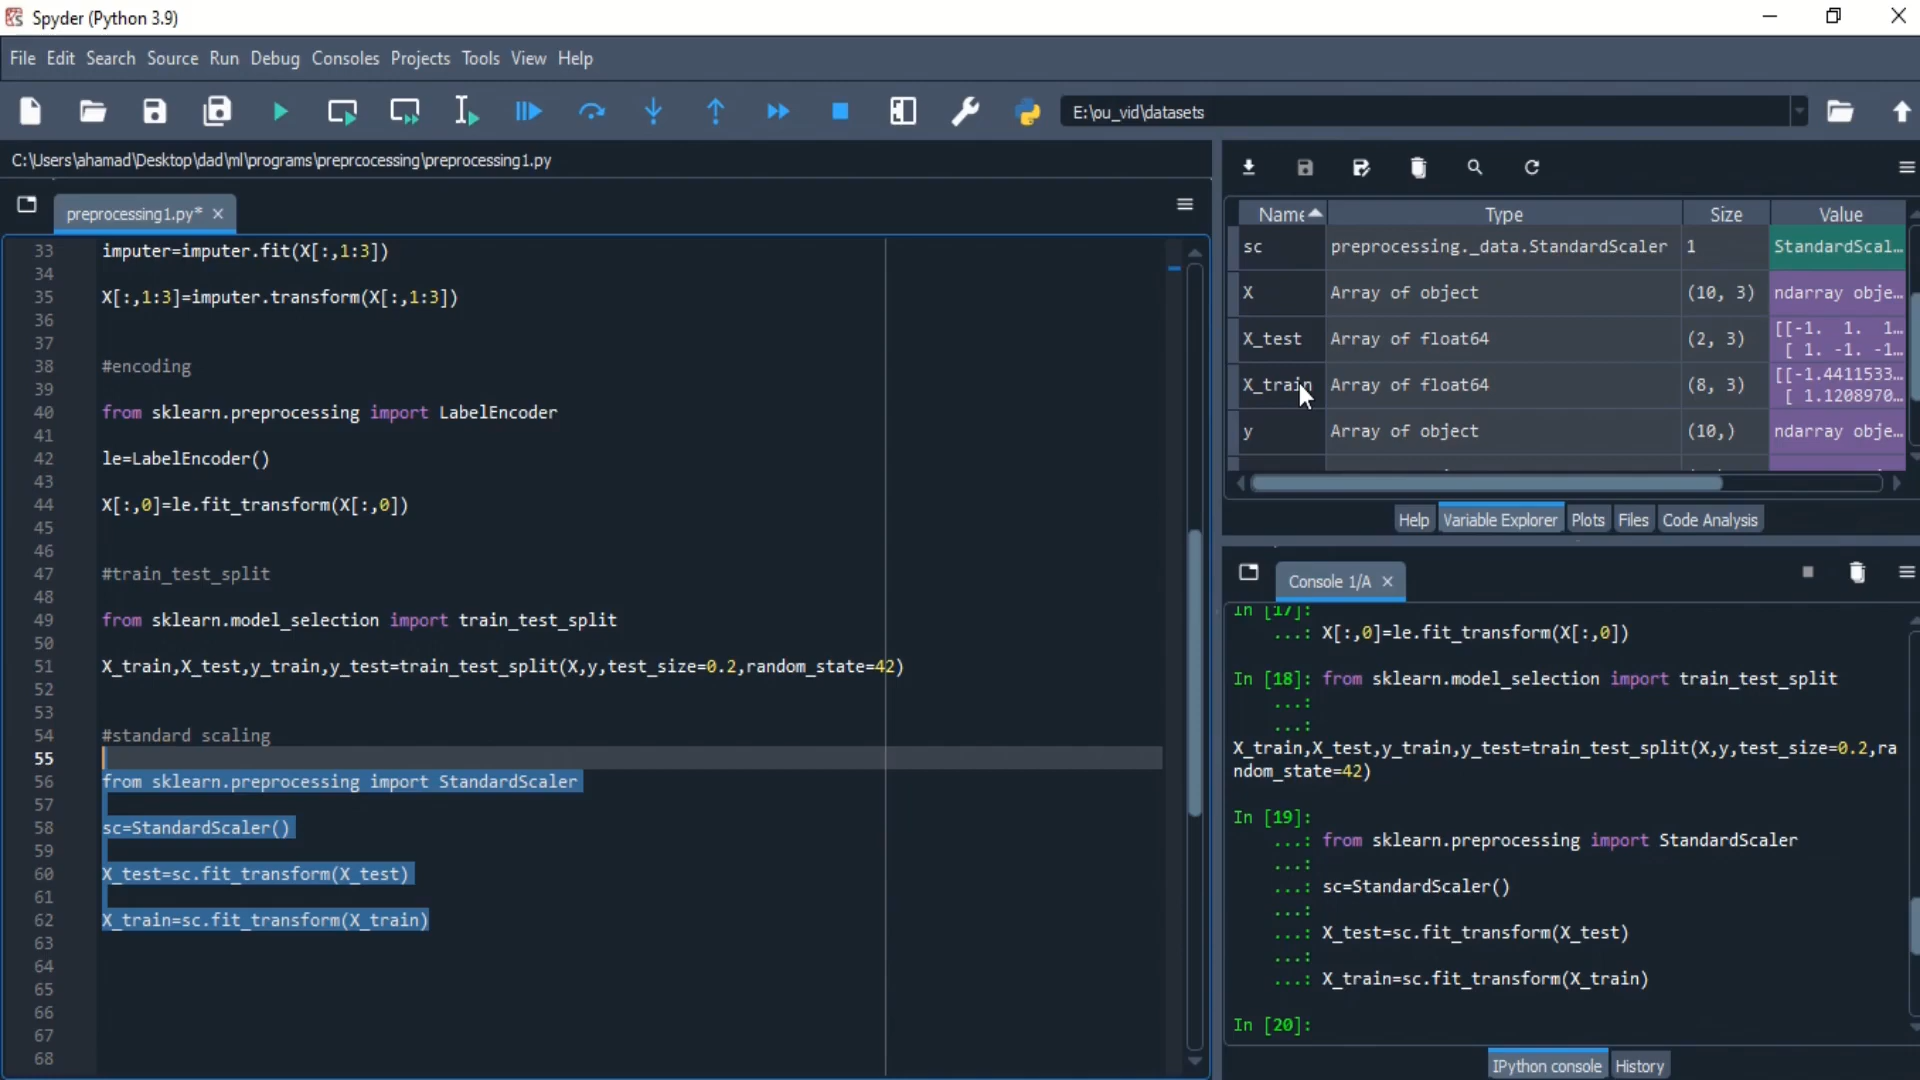 Spyder (Python 3.9)
File Edit Search Source Run Debug Consoles Projects Tools View Help
E:\ou_vid\datasets
C:\Users\ahamad\Desktop\dad\ml\programs\preprcocessing\preprocessing1.py
preprocessing1.py*
33 imputer=imputer.fit(X[:,1:3])
34
35 X[:,1:3]=imputer.transform(X[:,1:3])
36
37
38 #encoding
39
40 from sklearn.preprocessing import LabelEncoder
41
42 le=LabelEncoder()
43
44 X[:,0]=le.fit_transform(X[:,0])
45
46
47 #train_test_split
48
49 from sklearn.model_selection import train_test_split
50
51 X_train,X_test,y_train,y_test=train_test_split(X,y,test_size=0.2,random_state=42)
52
53
54 #standard scaling
55
56 from sklearn.preprocessing import StandardScaler
57
58 sc=StandardScaler()
59
60 X_test=sc.fit_transform(X_test)
61
62 X_train=sc.fit_transform(X_train)
63
64
65
66
67
68
Name Type Size Value
sc preprocessing._data.StandardScaler 1 StandardScal…
X Array of object (10, 3) ndarray obje…
X_test Array of float64 (2, 3) [[-1. 1. 1…
[ 1. -1. -1…
X_train Array of float64 (8, 3) [[-1.4411533…
[ 1.1208970…
y Array of object (10,) ndarray obje…
Help Variable Explorer Plots Files Code Analysis
Console 1/A
In [17]:
...: X[:,0]=le.fit_transform(X[:,0])
In [18]: from sklearn.model_selection import train_test_split
...:
...:
X_train,X_test,y_train,y_test=train_test_split(X,y,test_size=0.2,ra
ndom_state=42)
In [19]:
...: from sklearn.preprocessing import StandardScaler
...:
...: sc=StandardScaler()
...:
...: X_test=sc.fit_transform(X_test)
...:
...: X_train=sc.fit_transform(X_train)
In [20]:
IPython console History